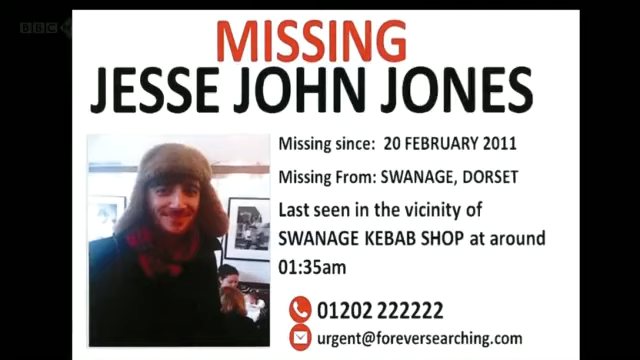 BBC
MISSING
JESSE JOHN JONES
Missing since: 20 FEBRUARY 2011
Missing From: SWANAGE, DORSET
Last seen in the vicinity of
SWANAGE KEBAB SHOP at around
01:35am
01202 222222
urgent@foreversearching.com